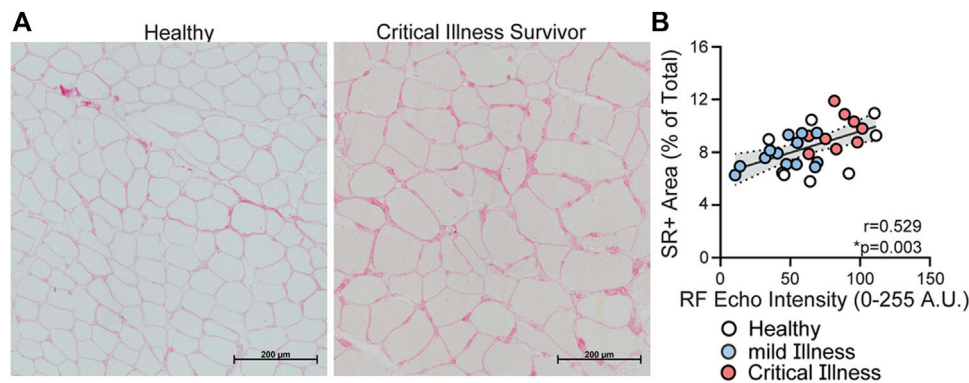 A
Healthy
Critical Illness Survivor
200 µm
200 µm
B
SR+ Area (% of Total)
16
12
8
4
0
r=0.529
*p=0.003
0
50
100
150
RF Echo Intensity (0-255 A.U.)
Healthy
mild Illness
Critical Illness